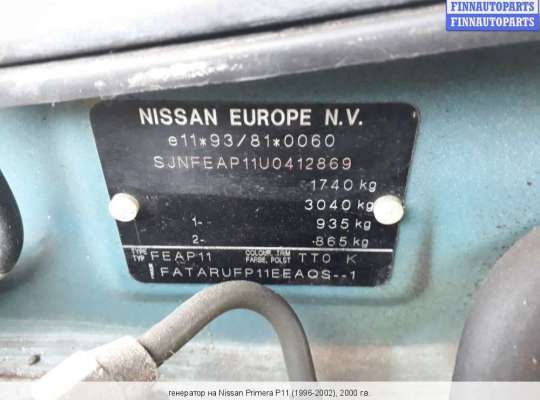 FINNAUTOPARTS
FINNAUTOPARTS
NISSAN EUROPE N.V.
e11*93/81*0060
SJNFEAP11U0412869
1740 kg
3040 kg
1-- 935 kg
2- 865 kg
TYPE TYP FEAP11 COLOUR, TRIM FARBE, POLST TT0 K
FATARUFP11EEAQS--1
генератор на Nissan Primera P11 (1996-2002), 2000 г.в.